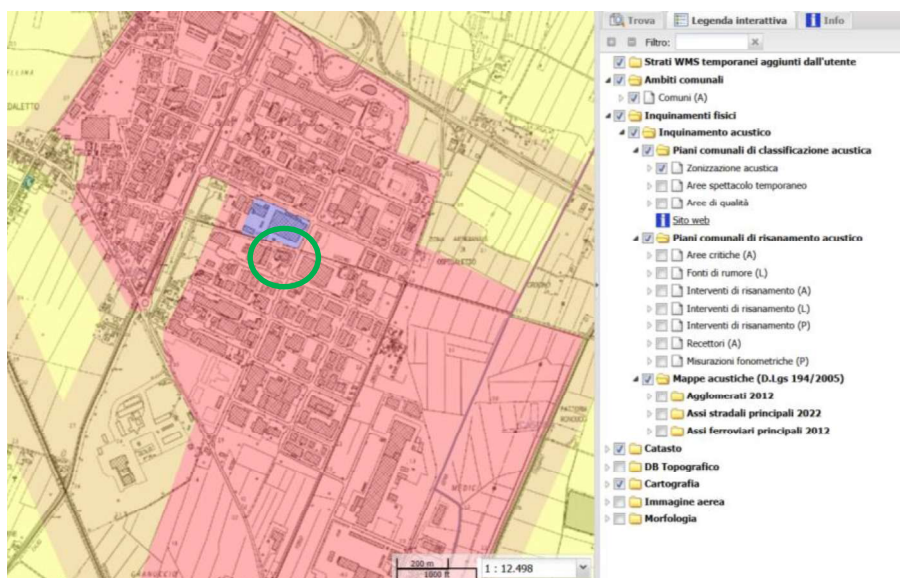 Trova
Legenda interattiva
Info
Filtro:
Strati WMS temporanei aggiunti dall'utente
Ambiti comunali
Comuni (A)
Inquinamenti fisici
Inquinamento acustico
Piani comunali di classificazione acustica
Zonizzazione acustica
Aree spettacolo temporaneo
Aree di qualità
Sito web
Piani comunali di risanamento acustico
Aree critiche (A)
Fonti di rumore (L)
Interventi di risanamento (A)
Interventi di risanamento (L)
Interventi di risanamento (P)
Recettori (A)
Misurazioni fonometriche (P)
Mappe acustiche (D.Lgs 194/2005)
Agglomerati 2012
Assi stradali principali 2022
Assi ferroviari principali 2012
Catasto
DB Topografico
Cartografia
Immagine aerea
Morfologia
DALETTO
OSPEDALETTO
MEDICI
GRANUCCIO
200 m
1000 ft
1 : 12.498